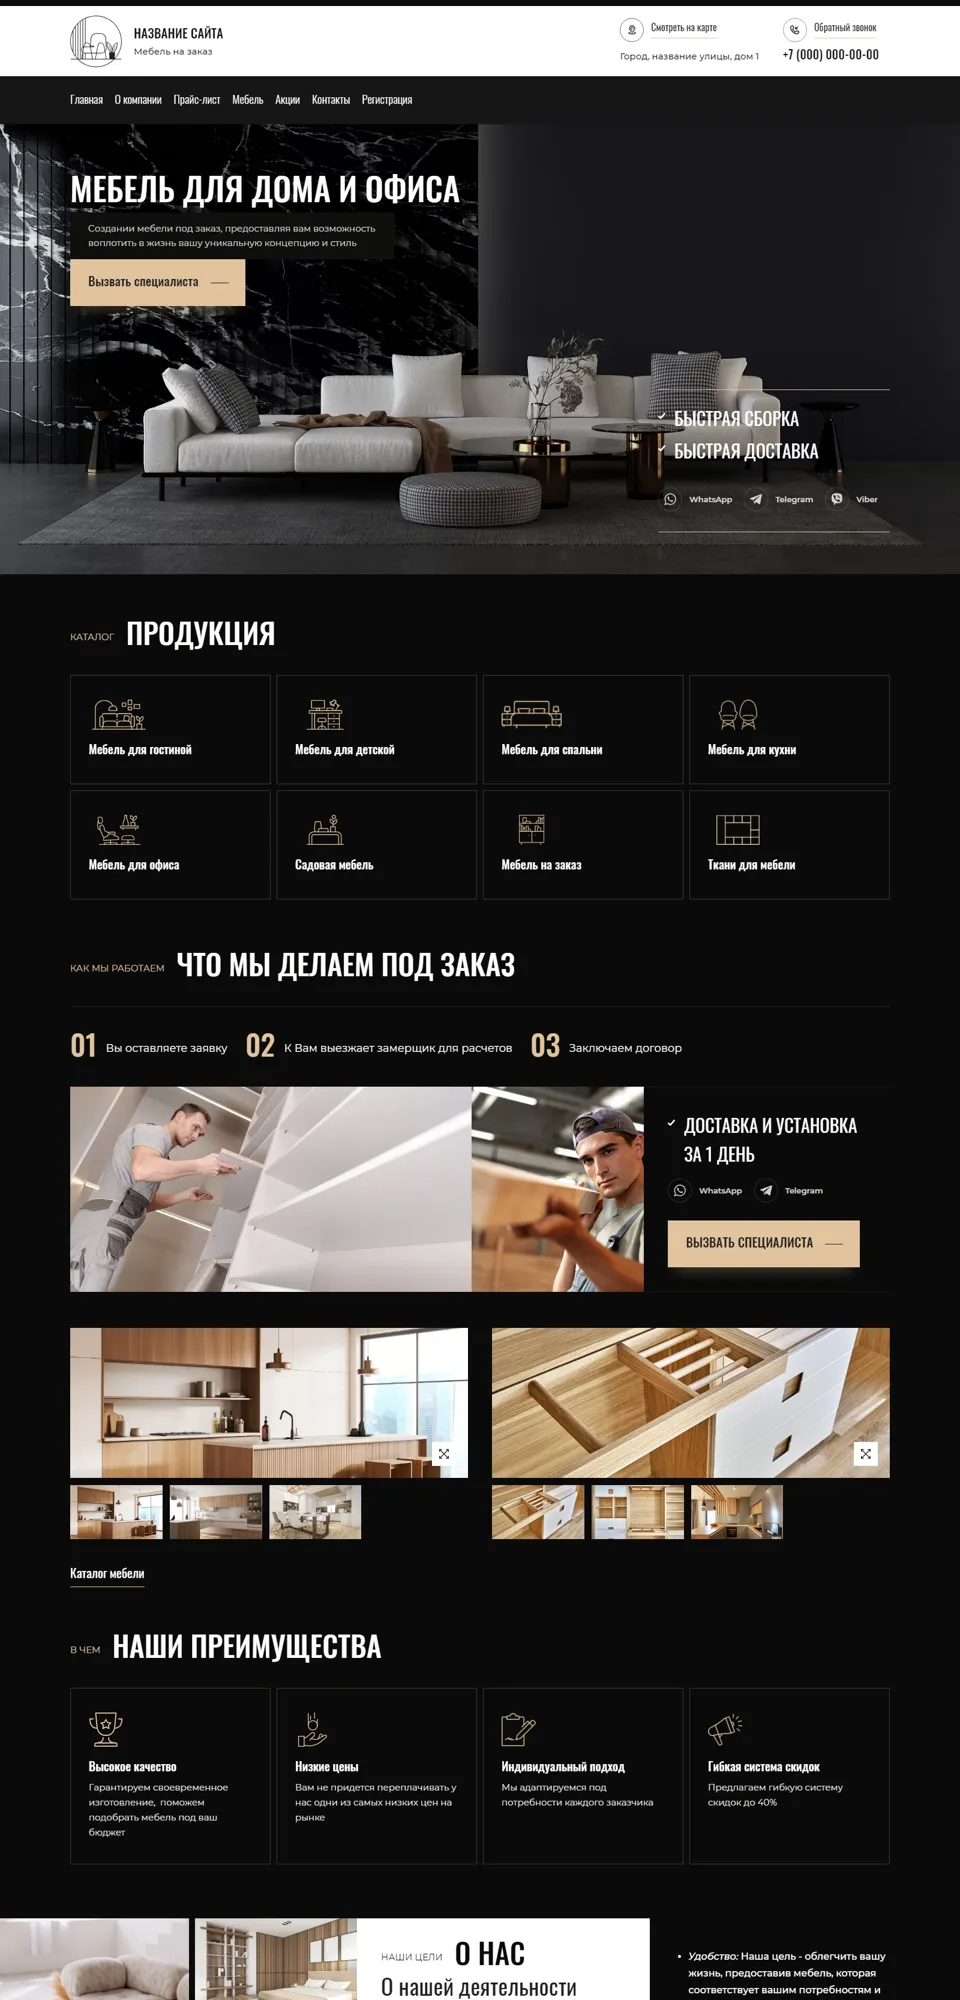 НАЗВАНИЕ САЙТА
Мебель на заказ
Смотреть на карте
Город, название улицы, дом 1
Обратный звонок
+7 (000) 000-00-00
Главная О компании Прайс-лист Мебель Акции Контакты Регистрация
МЕБЕЛЬ ДЛЯ ДОМА И ОФИСА
Создании мебели под заказ, предоставляя вам возможность
воплотить в жизнь вашу уникальную концепцию и стиль
Вызвать специалиста
БЫСТРАЯ СБОРКА
БЫСТРАЯ ДОСТАВКА
WhatsApp Telegram Viber
КАТАЛОГ ПРОДУКЦИЯ
Мебель для гостиной
Мебель для детской
Мебель для спальни
Мебель для кухни
Мебель для офиса
Садовая мебель
Мебель на заказ
Ткани для мебели
КАК МЫ РАБОТАЕМ ЧТО МЫ ДЕЛАЕМ ПОД ЗАКАЗ
01 Вы оставляете заявку 02 К Вам выезжает замерщик для расчетов 03 Заключаем договор
ДОСТАВКА И УСТАНОВКА
ЗА 1 ДЕНЬ
WhatsApp Telegram
ВЫЗВАТЬ СПЕЦИАЛИСТА
Каталог мебели
В ЧЕМ НАШИ ПРЕИМУЩЕСТВА
Высокое качество
Гарантируем своевременное
изготовление, поможем
подобрать мебель под ваш
бюджет
Низкие цены
Вам не придется переплачивать у
нас одни из самых низких цен на
рынке
Индивидуальный подход
Мы адаптируемся под
потребности каждого заказчика
Гибкая система скидок
Предлагаем гибкую систему
скидок до 40%
НАШИ ЦЕЛИ О НАС
О нашей деятельности
• Удобство: Наша цель - облегчить вашу
жизнь, предоставив мебель, которая
соответствует вашим потребностям и